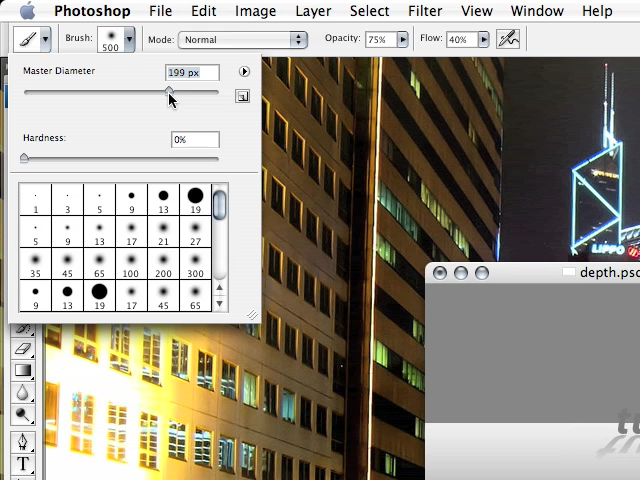 Photoshop File Edit Image Layer Select Filter View Window Help
Brush: 500 Mode: Normal Opacity: 75% Flow: 40%
Master Diameter 199 px
Hardness: 0%
1 3 5 9 13 19
5 9 13 17 21 27
35 45 65 100 200 300
9 13 19 17 45 65
LIPPO
depth.psd
T